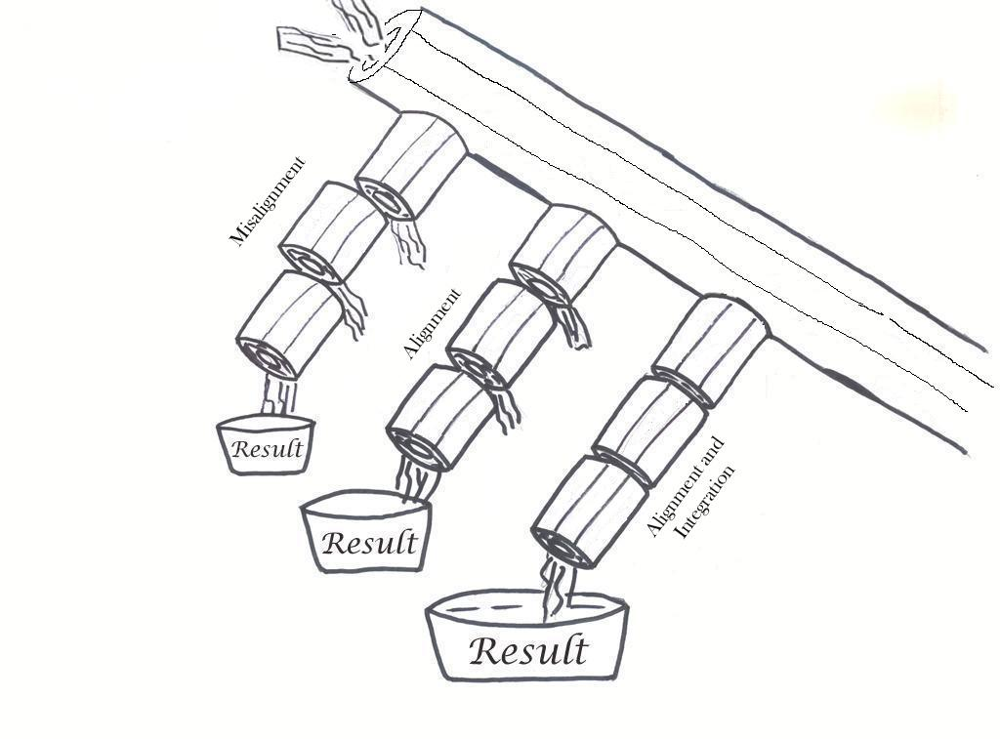 Misalignment
Alignment
Alignment and
Integration
Result
Result
Result